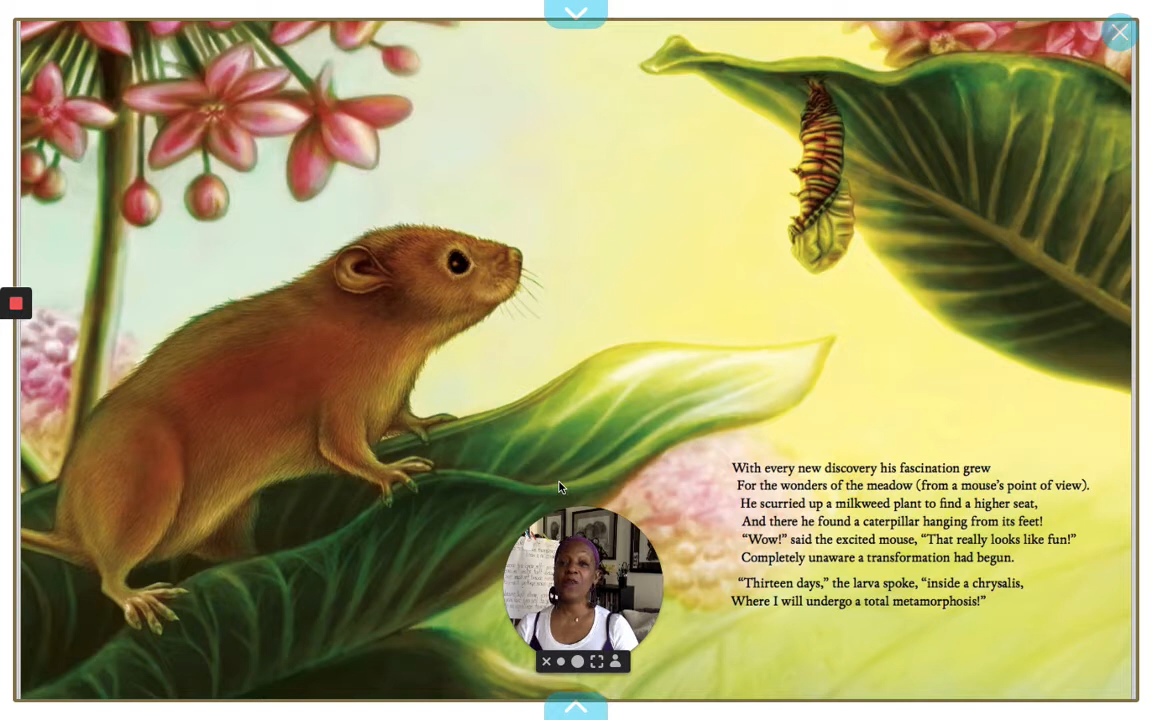 With every new discovery his fascination grew
For the wonders of the meadow (from a mouse's point of view).
He scurried up a milkweed plant to find a higher seat,
And there he found a caterpillar hanging from its feet!
“Wow!” said the excited mouse, “That really looks like fun!”
Completely unaware a transformation had begun.
“Thirteen days,” the larva spoke, “inside a chrysalis,
Where I will undergo a total metamorphosis!”